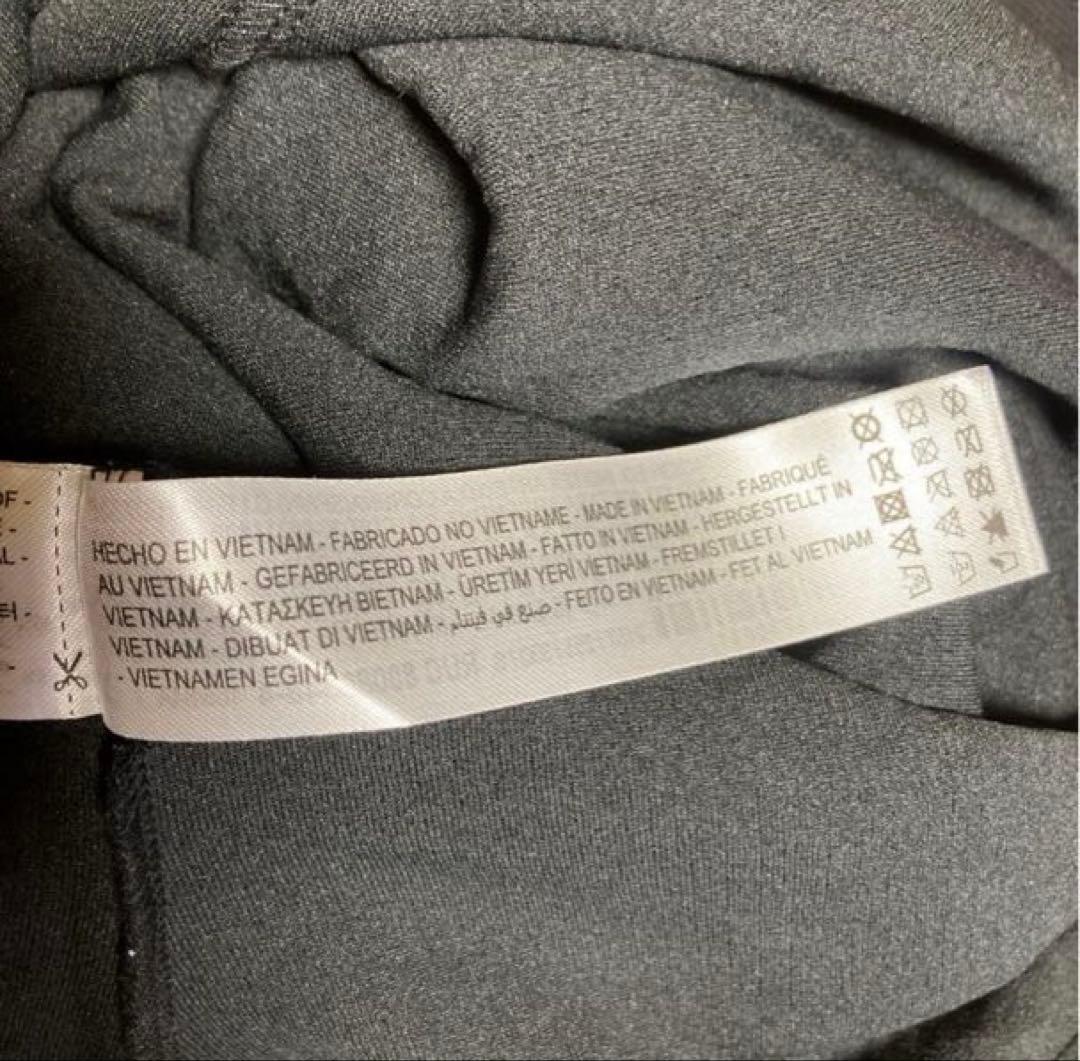 HECHO EN VIETNAM - FABRICADO NO VIETNAME - MADE IN VIETNAM - FABRIQUÉ
AU VIETNAM - GEFABRICEERD IN VIETNAM - FATTO IN VIETNAM - HERGESTELLT IN
VIETNAM - ΚΑΤΑΣΚΕΥΗ ΒΙΕΤΝΑΜ - ÜRETİM YERİ VIETNAM - FREMSTILLET I
VIETNAM - DIBUAT DI VIETNAM - صنع في فيتنام - FEITO EN VIETNAM - FET AL VIETNAM
- VIETNAMEN EGINA